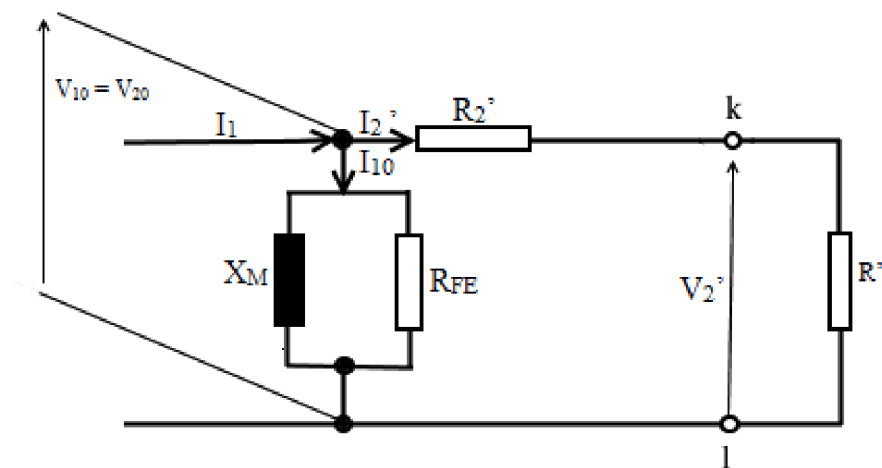 V10 = V20
I1
I2’
R2’
k
I10
XM
RFE
V2’
R’
l